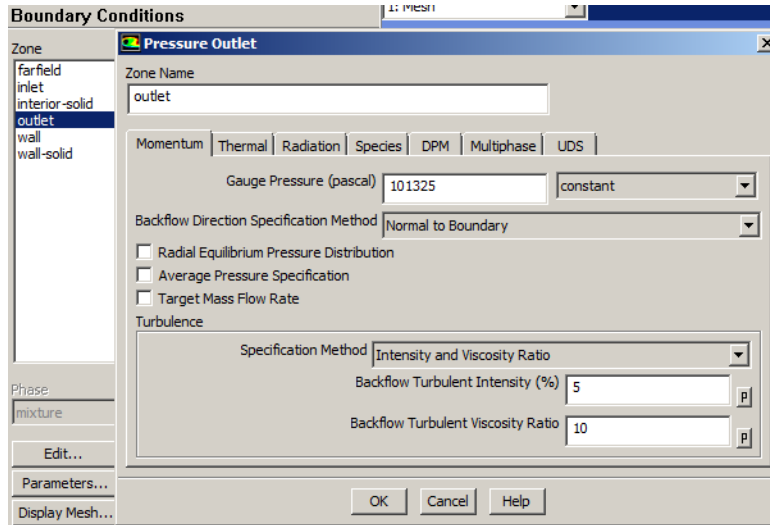 Boundary Conditions
1: Mesh
Zone
farfield
inlet
interior-solid
outlet
wall
wall-solid
Phase
mixture
Edit...
Parameters...
Display Mesh...
Pressure Outlet
Zone Name
outlet
Momentum Thermal Radiation Species DPM Multiphase UDS
Gauge Pressure (pascal) 101325 constant
Backflow Direction Specification Method Normal to Boundary
Radial Equilibrium Pressure Distribution
Average Pressure Specification
Target Mass Flow Rate
Turbulence
Specification Method Intensity and Viscosity Ratio
Backflow Turbulent Intensity (%) 5 P
Backflow Turbulent Viscosity Ratio 10 P
OK Cancel Help